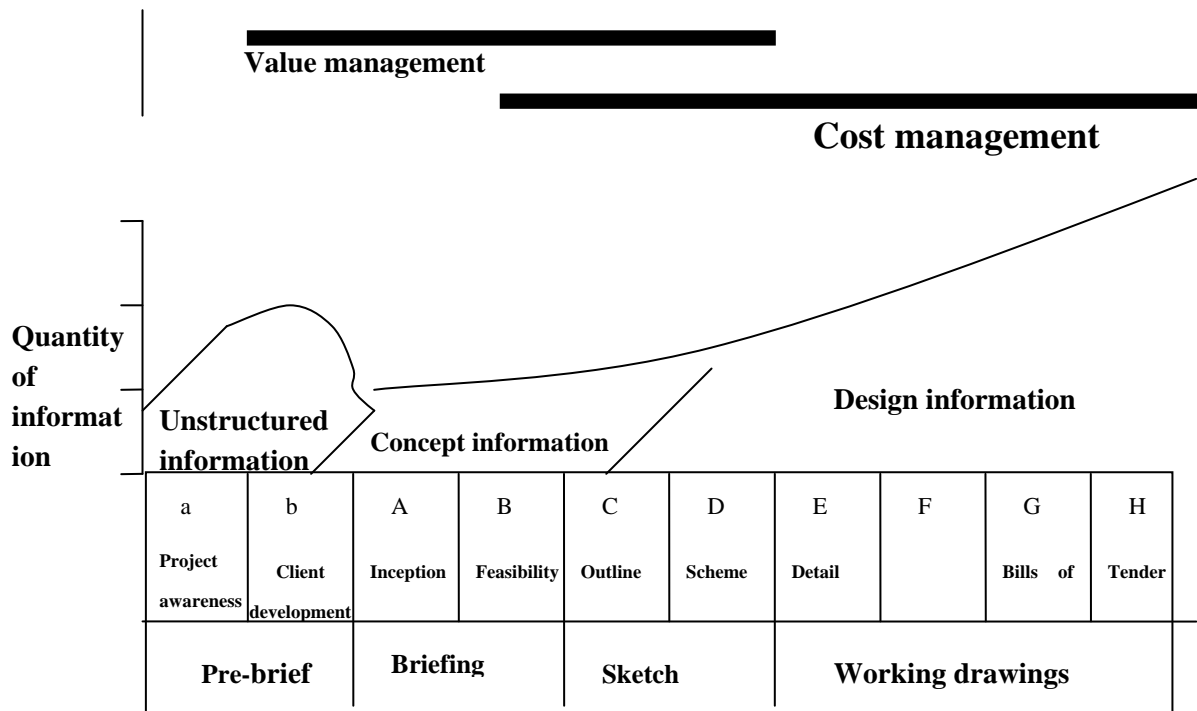 Value management
Cost management
Quantity
of
informat
ion
Unstructured
information
Concept information
Design information
a
b
A
B
C
D
E
F
G
H
Project
awareness
Client
development
Inception
Feasibility
Outline
Scheme
Detail
Bills of
Tender
Pre-brief
Briefing
Sketch
Working drawings